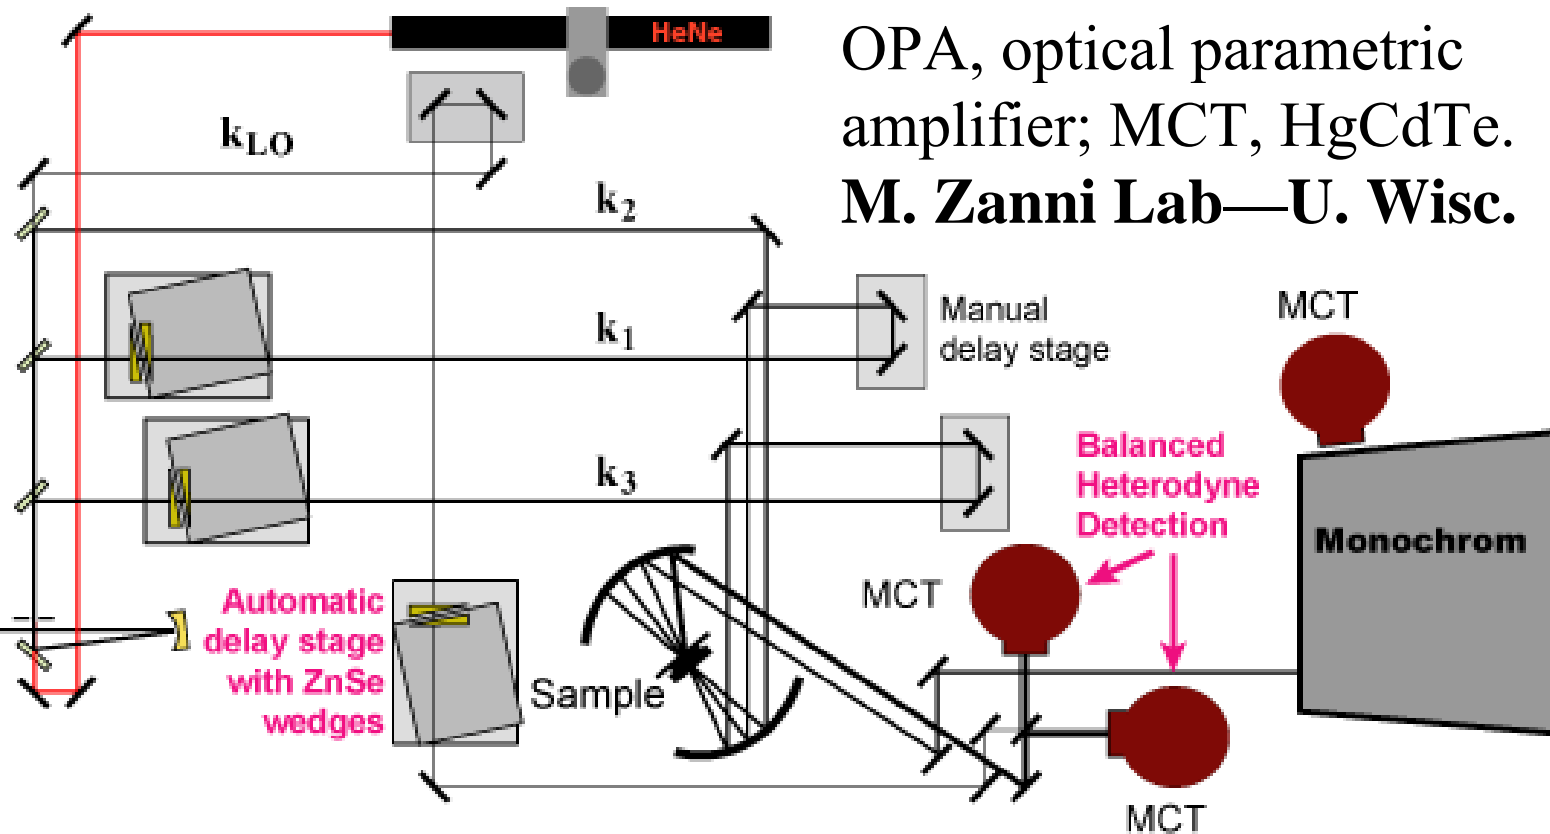 HeNe
OPA, optical parametric
amplifier; MCT, HgCdTe.
M. Zanni Lab—U. Wisc.
kLO
k2
k1
k3
Manual
delay stage
MCT
Balanced
Heterodyne
Detection
Monochrom
MCT
Automatic
delay stage
with ZnSe
wedges
Sample
MCT